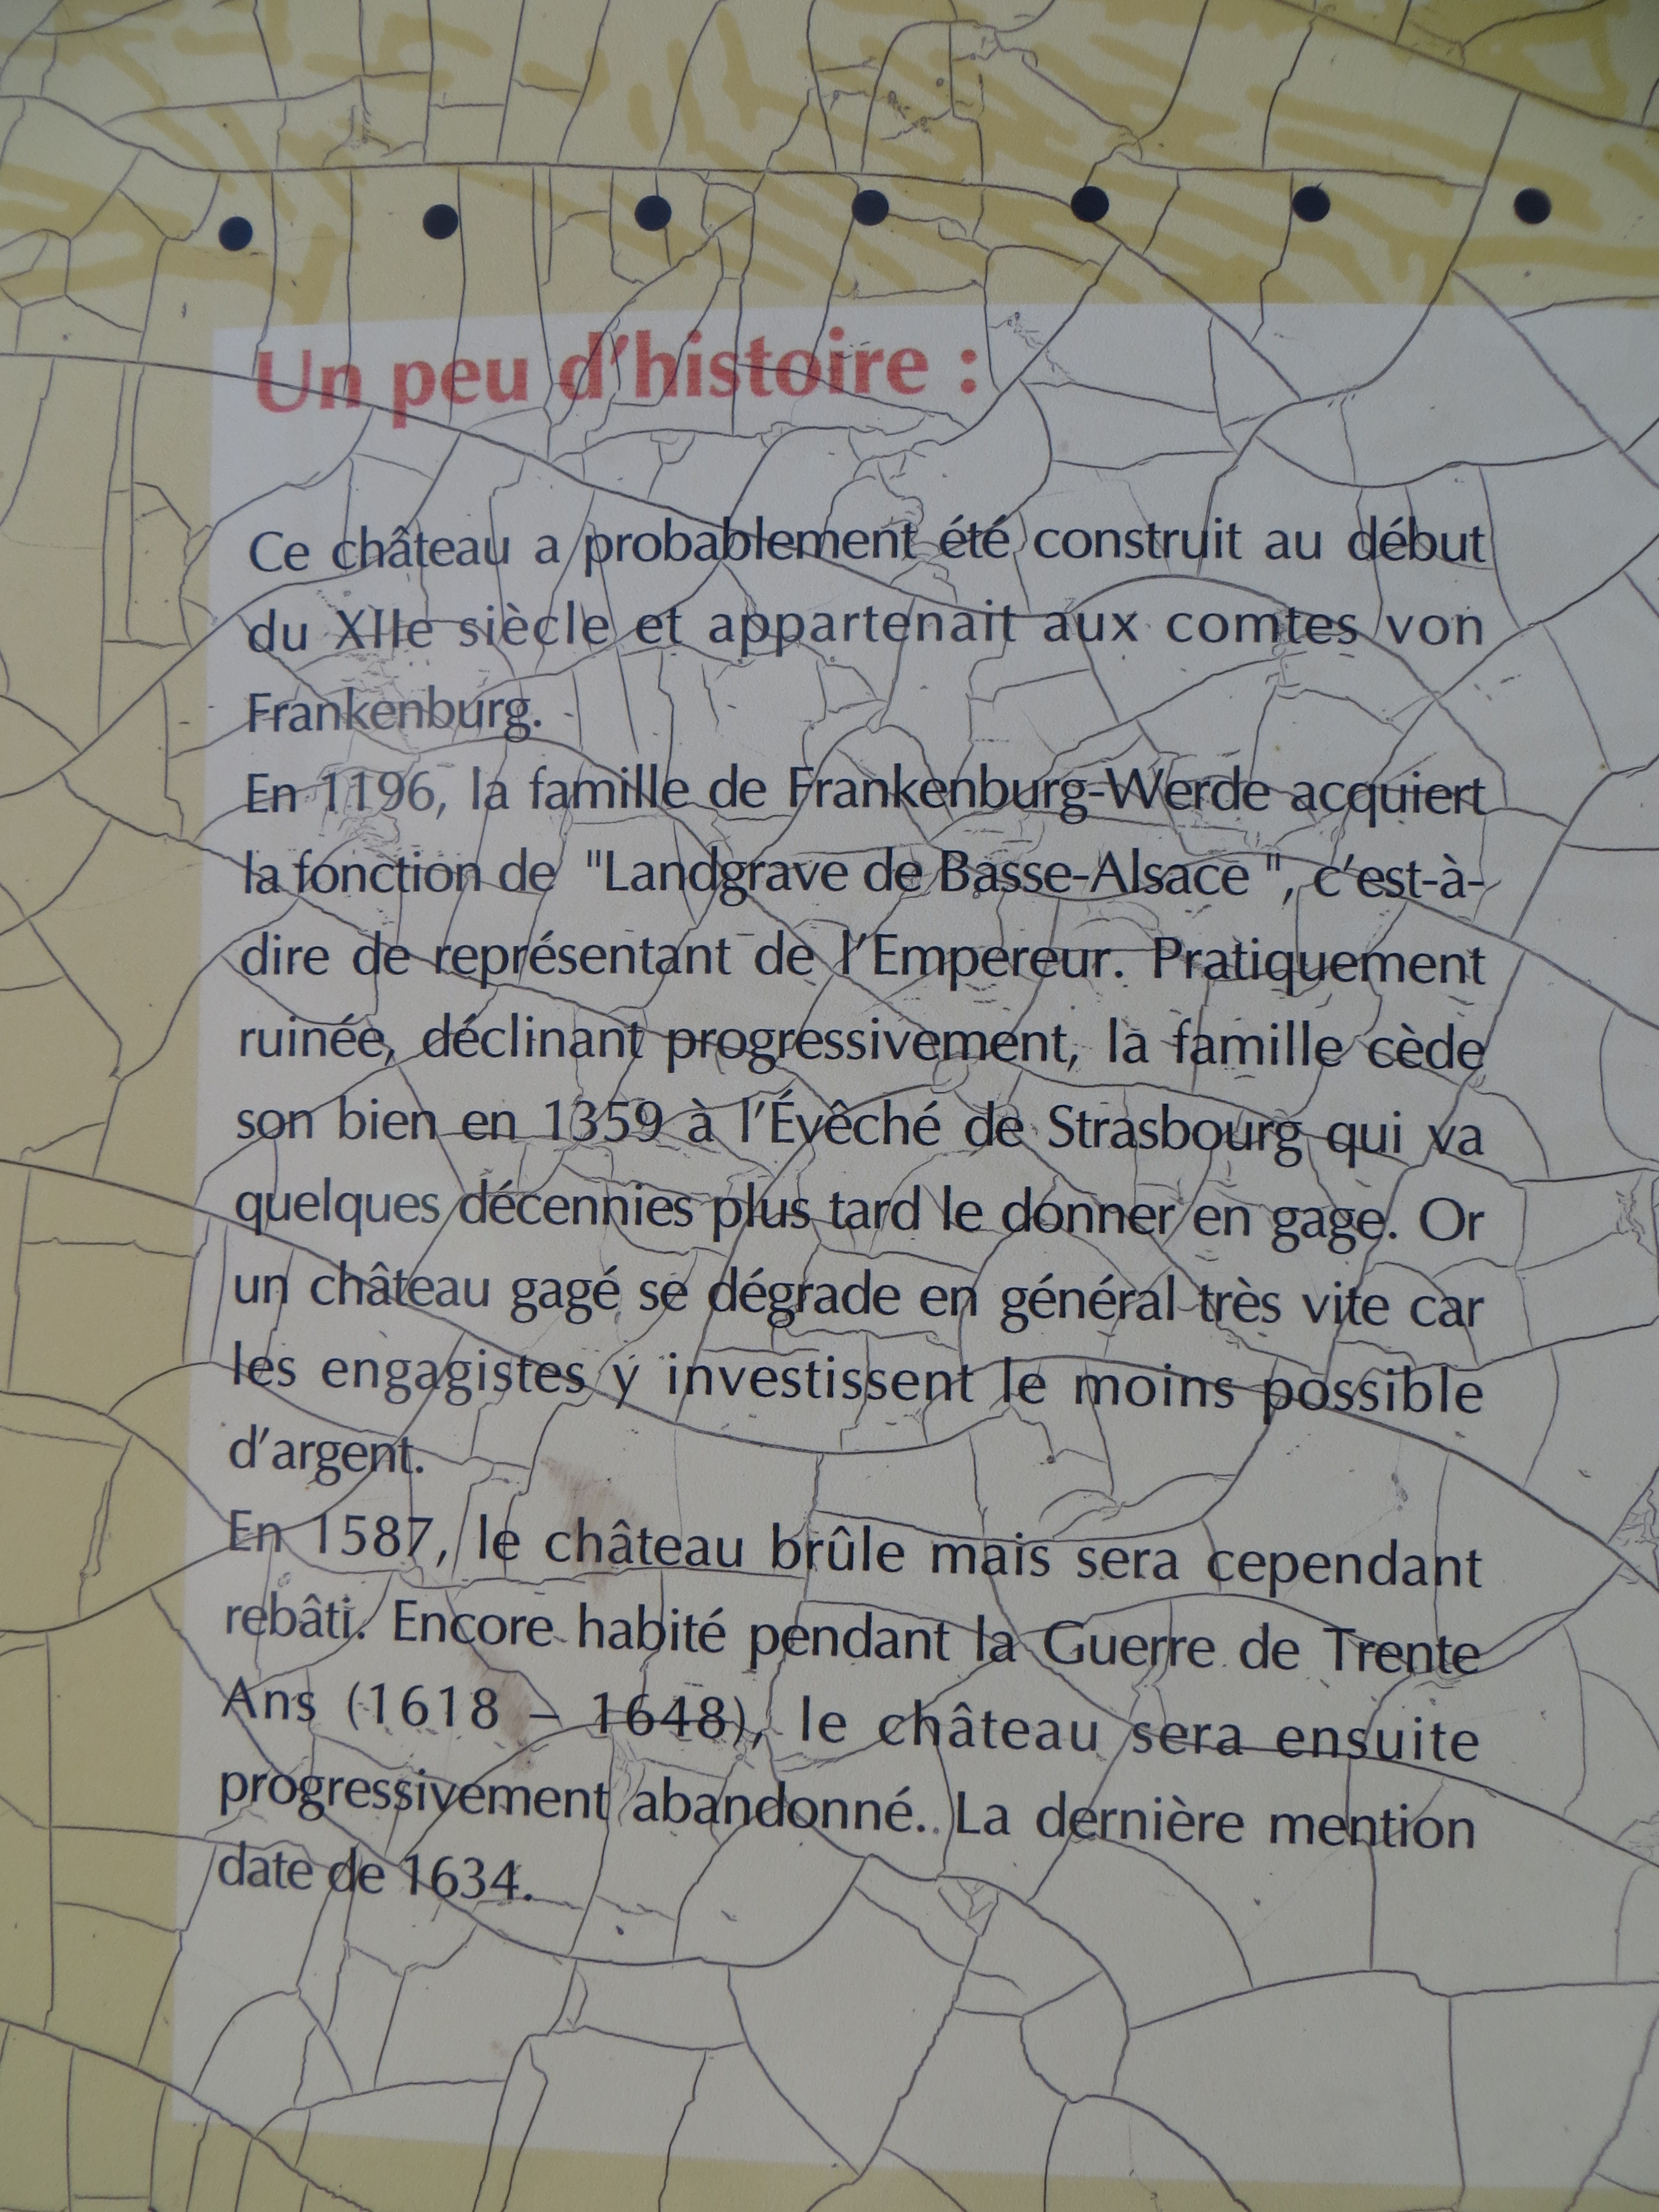 Un peu d'histoire :
Ce château a probablement été construit au début
du XIIe siècle et appartenait aux comtes von
Frankenburg.
En 1196, la famille de Frankenburg-Werde acquiert
la fonction de "Landgrave de Basse-Alsace ", c'est-à-
dire de représentant de l'Empereur. Pratiquement
ruinée, déclinant progressivement, la famille cède
son bien en 1359 à l'Évêché de Strasbourg qui va
quelques décennies plus tard le donner en gage. Or
un château gagé se dégrade en général très vite car
les engagistes y investissent le moins possible
d'argent.
En 1587, le château brûle mais sera cependant
rebâti. Encore habité pendant la Guerre de Trente
Ans (1618 – 1648), le château sera ensuite
progressivement abandonné. La dernière mention
date de 1634.